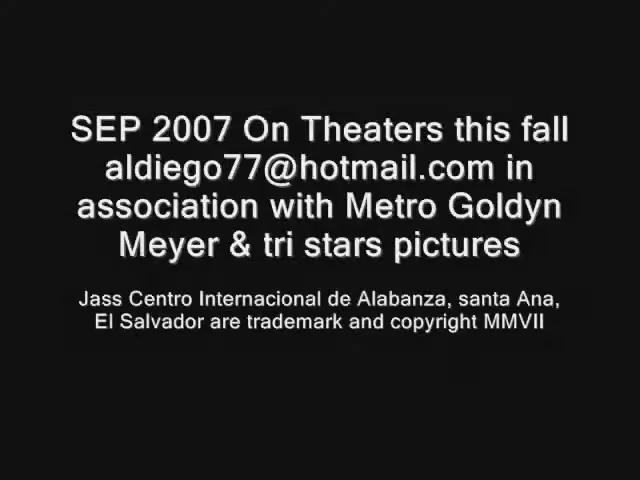 SEP 2007 On Theaters this fall
aldiego77@hotmail.com in
association with Metro Goldyn
Meyer & tri stars pictures
Jass Centro Internacional de Alabanza, santa Ana,
El Salvador are trademark and copyright MMVII